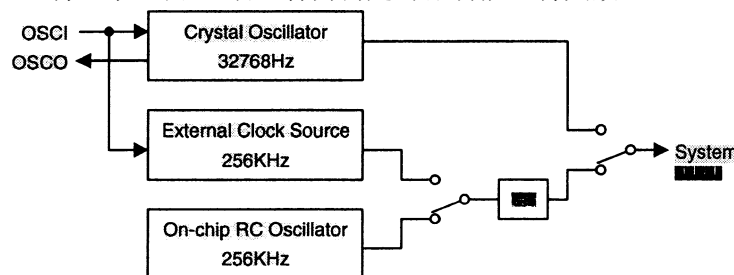 OSCI
OSCO
Crystal Oscillator
32768Hz
External Clock Source
256KHz
On-chip RC Oscillator
256KHz
System